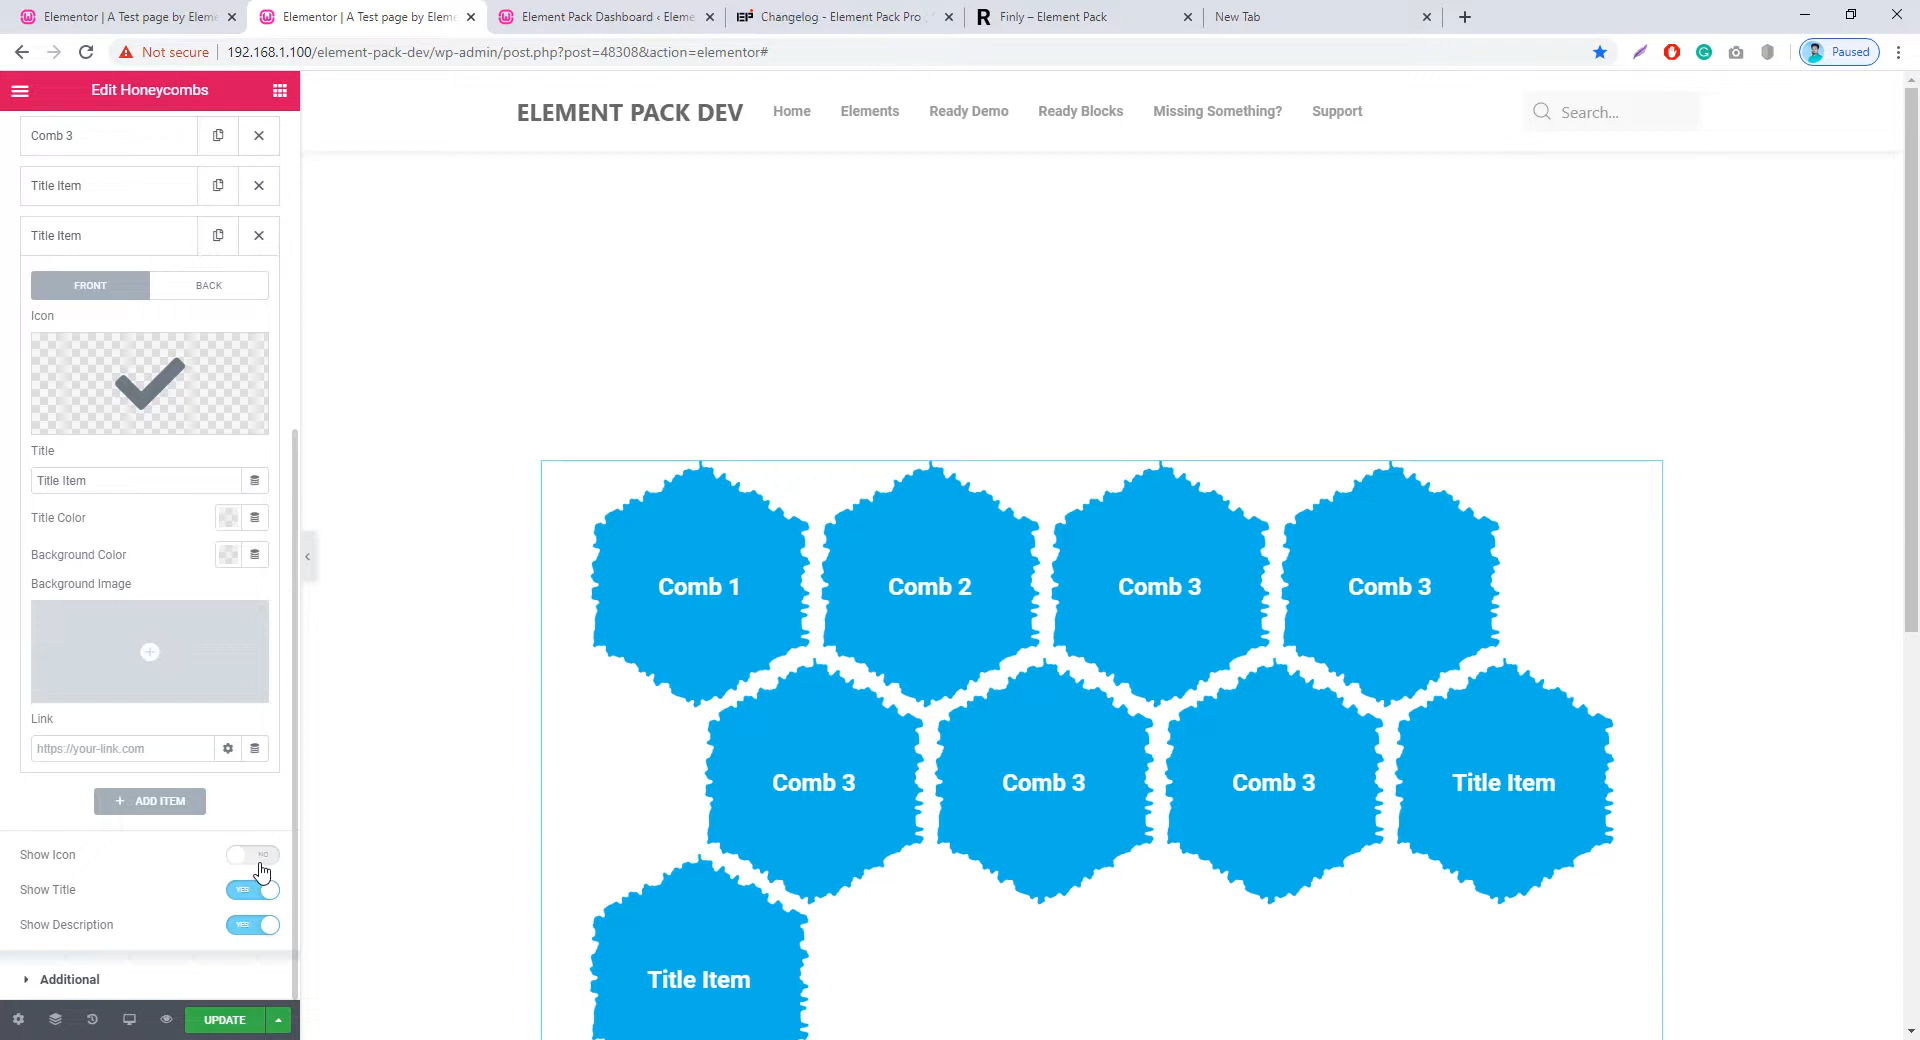 Elementor | A Test page by Eleme
Elementor | A Test page by Eleme
Element Pack Dashboard ‹ Eleme
Changelog - Element Pack Pro
Finly – Element Pack
New Tab
Not secure
192.168.1.100/element-pack-dev/wp-admin/post.php?post=48308&action=elementor#
Paused
Edit Honeycombs
ELEMENT PACK DEV
Home
Elements
Ready Demo
Ready Blocks
Missing Something?
Support
Search...
Comb 3
Title Item
Title Item
FRONT
BACK
Icon
Title
Title Item
Title Color
Background Color
Background Image
Link
https://your-link.com
+ ADD ITEM
Show Icon
NO
Show Title
YES
Show Description
YES
Additional
UPDATE
Comb 1
Comb 2
Comb 3
Comb 3
Comb 3
Comb 3
Comb 3
Title Item
Title Item